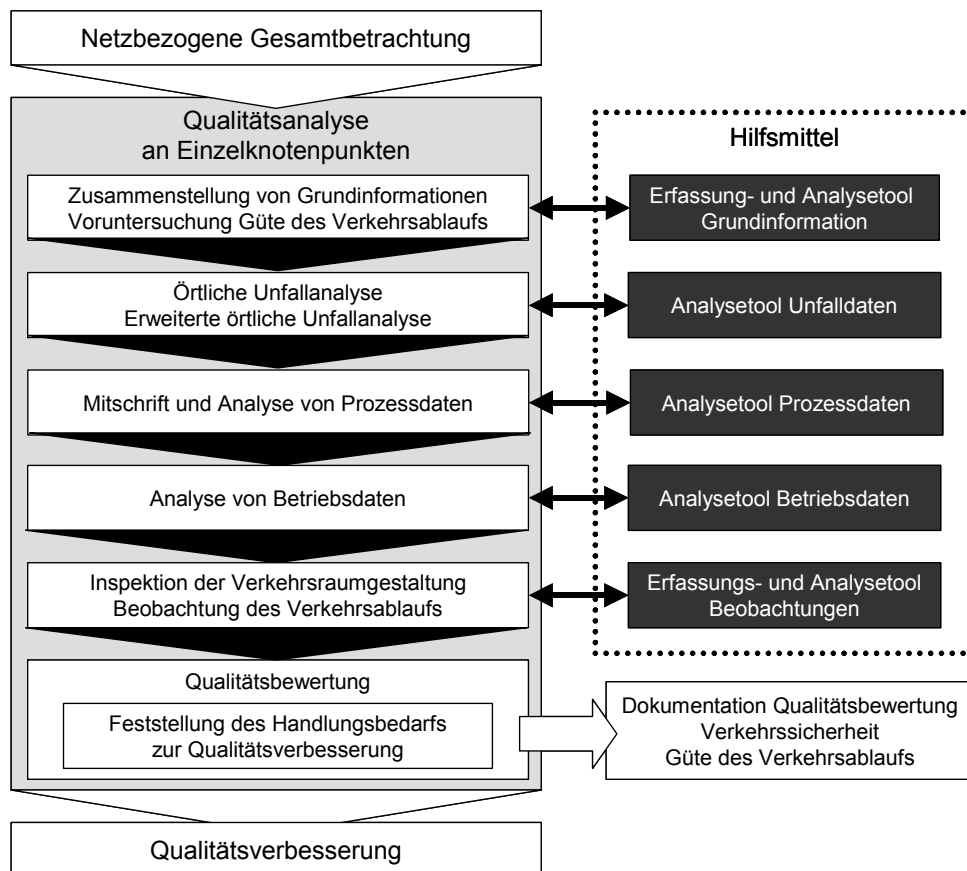 Netzbezogene Gesamtbetrachtung
Qualitätsanalyse
an Einzelknotenpunkten
Hilfsmittel
Zusammenstellung von Grundinformationen
Voruntersuchung Güte des Verkehrsablaufs
Erfassung- und Analysetool
Grundinformation
Örtliche Unfallanalyse
Erweiterte örtliche Unfallanalyse
Analysetool Unfalldaten
Mitschrift und Analyse von Prozessdaten
Analysetool Prozessdaten
Analyse von Betriebsdaten
Analysetool Betriebsdaten
Inspektion der Verkehrsraumgestaltung
Beobachtung des Verkehrsablaufs
Erfassungs- und Analysetool
Beobachtungen
Qualitätsbewertung
Feststellung des Handlungsbedarfs
zur Qualitätsverbesserung
Dokumentation Qualitätsbewertung
Verkehrssicherheit
Güte des Verkehrsablaufs
Qualitätsverbesserung